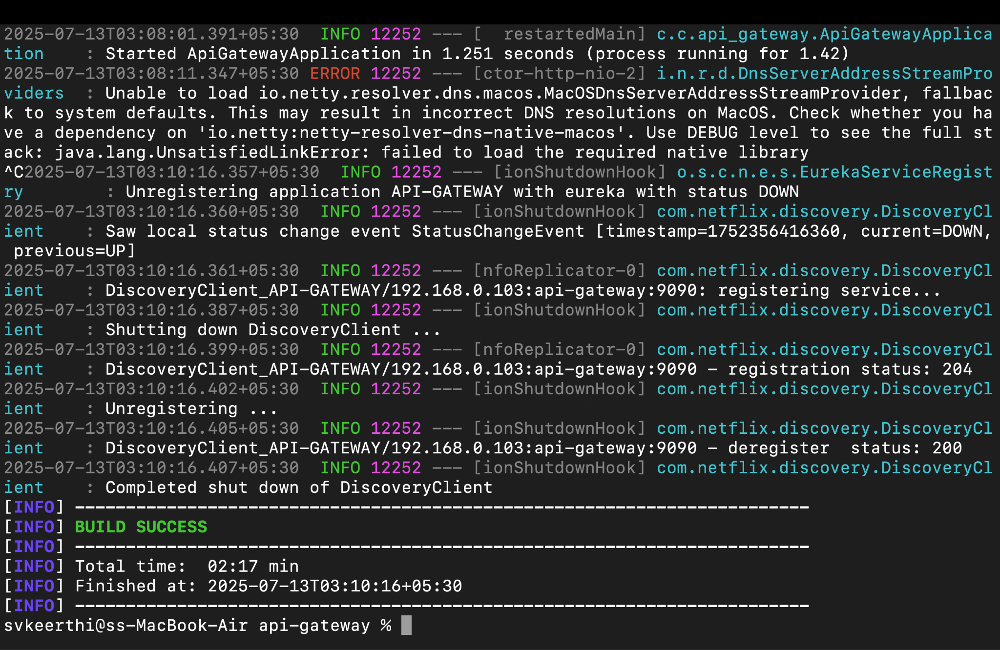 2025-07-13T03:08:01.391+05:30  INFO 12252 --- [  restartedMain] c.c.api_gateway.ApiGatewayApplica
tion    : Started ApiGatewayApplication in 1.251 seconds (process running for 1.42)
2025-07-13T03:08:11.347+05:30 ERROR 12252 --- [ctor-http-nio-2] i.n.r.d.DnsServerAddressStreamPro
viders  : Unable to load io.netty.resolver.dns.macos.MacOSDnsServerAddressStreamProvider, fallbac
k to system defaults. This may result in incorrect DNS resolutions on MacOS. Check whether you ha
ve a dependency on 'io.netty:netty-resolver-dns-native-macos'. Use DEBUG level to see the full st
ack: java.lang.UnsatisfiedLinkError: failed to load the required native library
^C2025-07-13T03:10:16.357+05:30  INFO 12252 --- [ionShutdownHook] o.s.c.n.e.s.EurekaServiceRegist
ry        : Unregistering application API-GATEWAY with eureka with status DOWN
2025-07-13T03:10:16.360+05:30  INFO 12252 --- [ionShutdownHook] com.netflix.discovery.DiscoveryCl
ient    : Saw local status change event StatusChangeEvent [timestamp=1752356416360, current=DOWN,
 previous=UP]
2025-07-13T03:10:16.361+05:30  INFO 12252 --- [nfoReplicator-0] com.netflix.discovery.DiscoveryCl
ient    : DiscoveryClient_API-GATEWAY/192.168.0.103:api-gateway:9090: registering service...
2025-07-13T03:10:16.387+05:30  INFO 12252 --- [ionShutdownHook] com.netflix.discovery.DiscoveryCl
ient    : Shutting down DiscoveryClient ...
2025-07-13T03:10:16.399+05:30  INFO 12252 --- [nfoReplicator-0] com.netflix.discovery.DiscoveryCl
ient    : DiscoveryClient_API-GATEWAY/192.168.0.103:api-gateway:9090 - registration status: 204
2025-07-13T03:10:16.402+05:30  INFO 12252 --- [ionShutdownHook] com.netflix.discovery.DiscoveryCl
ient    : Unregistering ...
2025-07-13T03:10:16.405+05:30  INFO 12252 --- [ionShutdownHook] com.netflix.discovery.DiscoveryCl
ient    : DiscoveryClient_API-GATEWAY/192.168.0.103:api-gateway:9090 - deregister  status: 200
2025-07-13T03:10:16.407+05:30  INFO 12252 --- [ionShutdownHook] com.netflix.discovery.DiscoveryCl
ient    : Completed shut down of DiscoveryClient
[INFO] ------------------------------------------------------------------------
[INFO] BUILD SUCCESS
[INFO] ------------------------------------------------------------------------
[INFO] Total time:  02:17 min
[INFO] Finished at: 2025-07-13T03:10:16+05:30
[INFO] ------------------------------------------------------------------------
svkeerthi@ss-MacBook-Air api-gateway %